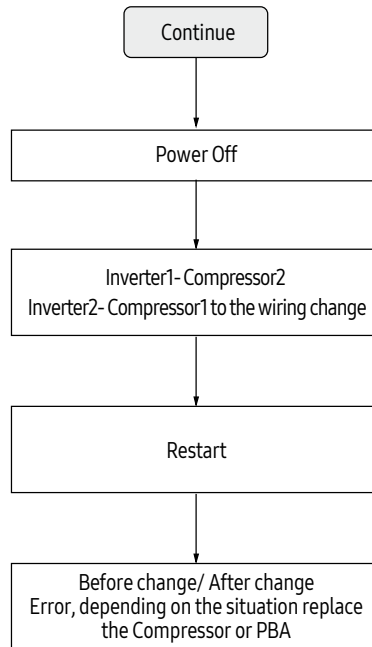 Continue
Power Off
Inverter1- Compressor2
Inverter2- Compressor1 to the wiring change
Restart
Before change/ After change
Error, depending on the situation replace
the Compressor or PBA